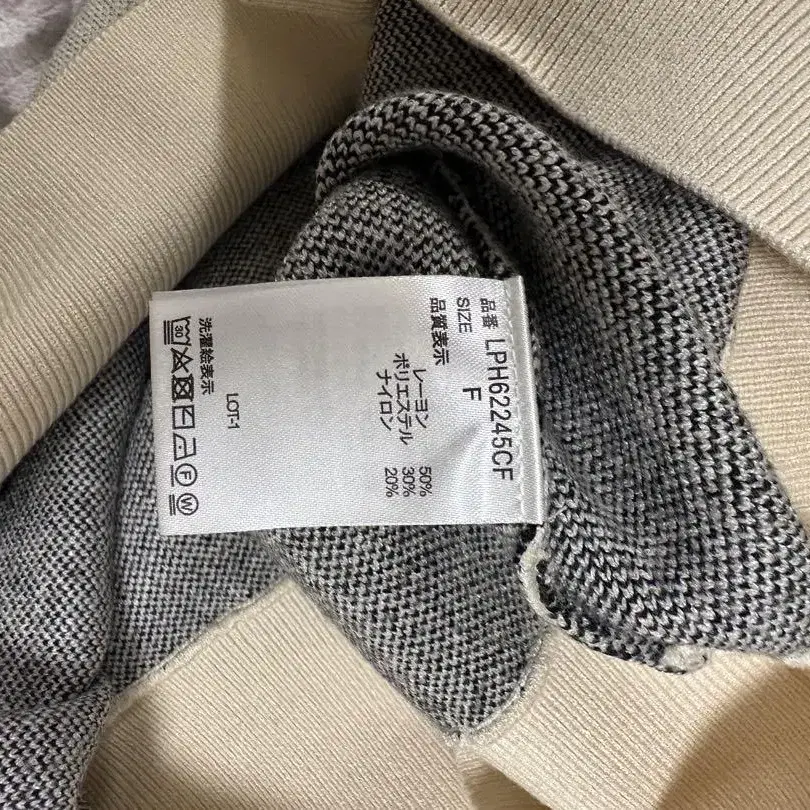 品番 LPH62245CF
SIZE F
品質表示
レーヨン 50%
ポリエステル 30%
ナイロン 20%
LOT-1
洗濯絵表示
30 F W